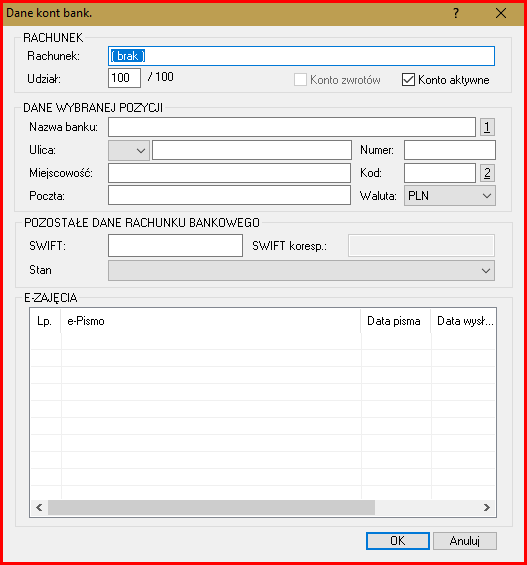 Dane kont bank. ?
RACHUNEK
Rachunek: ( brak )
Udział: 100 / 100 Konto zwrotów Konto aktywne
DANE WYBRANEJ POZYCJI
Nazwa banku: 1
Ulica: Numer:
Miejscowość: Kod: 2
Poczta: Waluta: PLN
POZOSTAŁE DANE RACHUNKU BANKOWEGO
SWIFT: SWIFT koresp.:
Stan
E-ZAJĘCIA
Lp. e-Pismo Data pisma Data wysł...
OK Anuluj